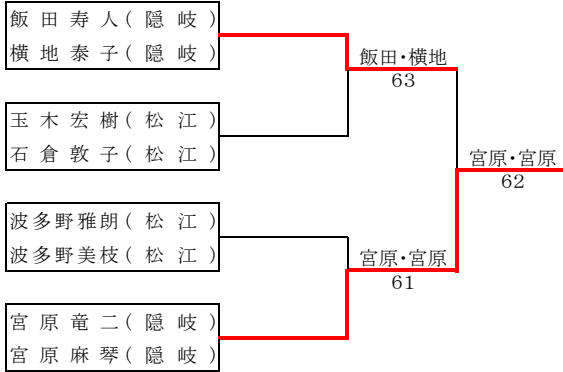 飯田寿人(隠岐)
横地泰子(隠岐)
飯田・横地
63
玉木宏樹(松江)
石倉敦子(松江)
宮原・宮原
62
波多野雅朗(松江)
波多野美枝(松江)
宮原・宮原
61
宮原竜二(隠岐)
宮原麻琴(隠岐)